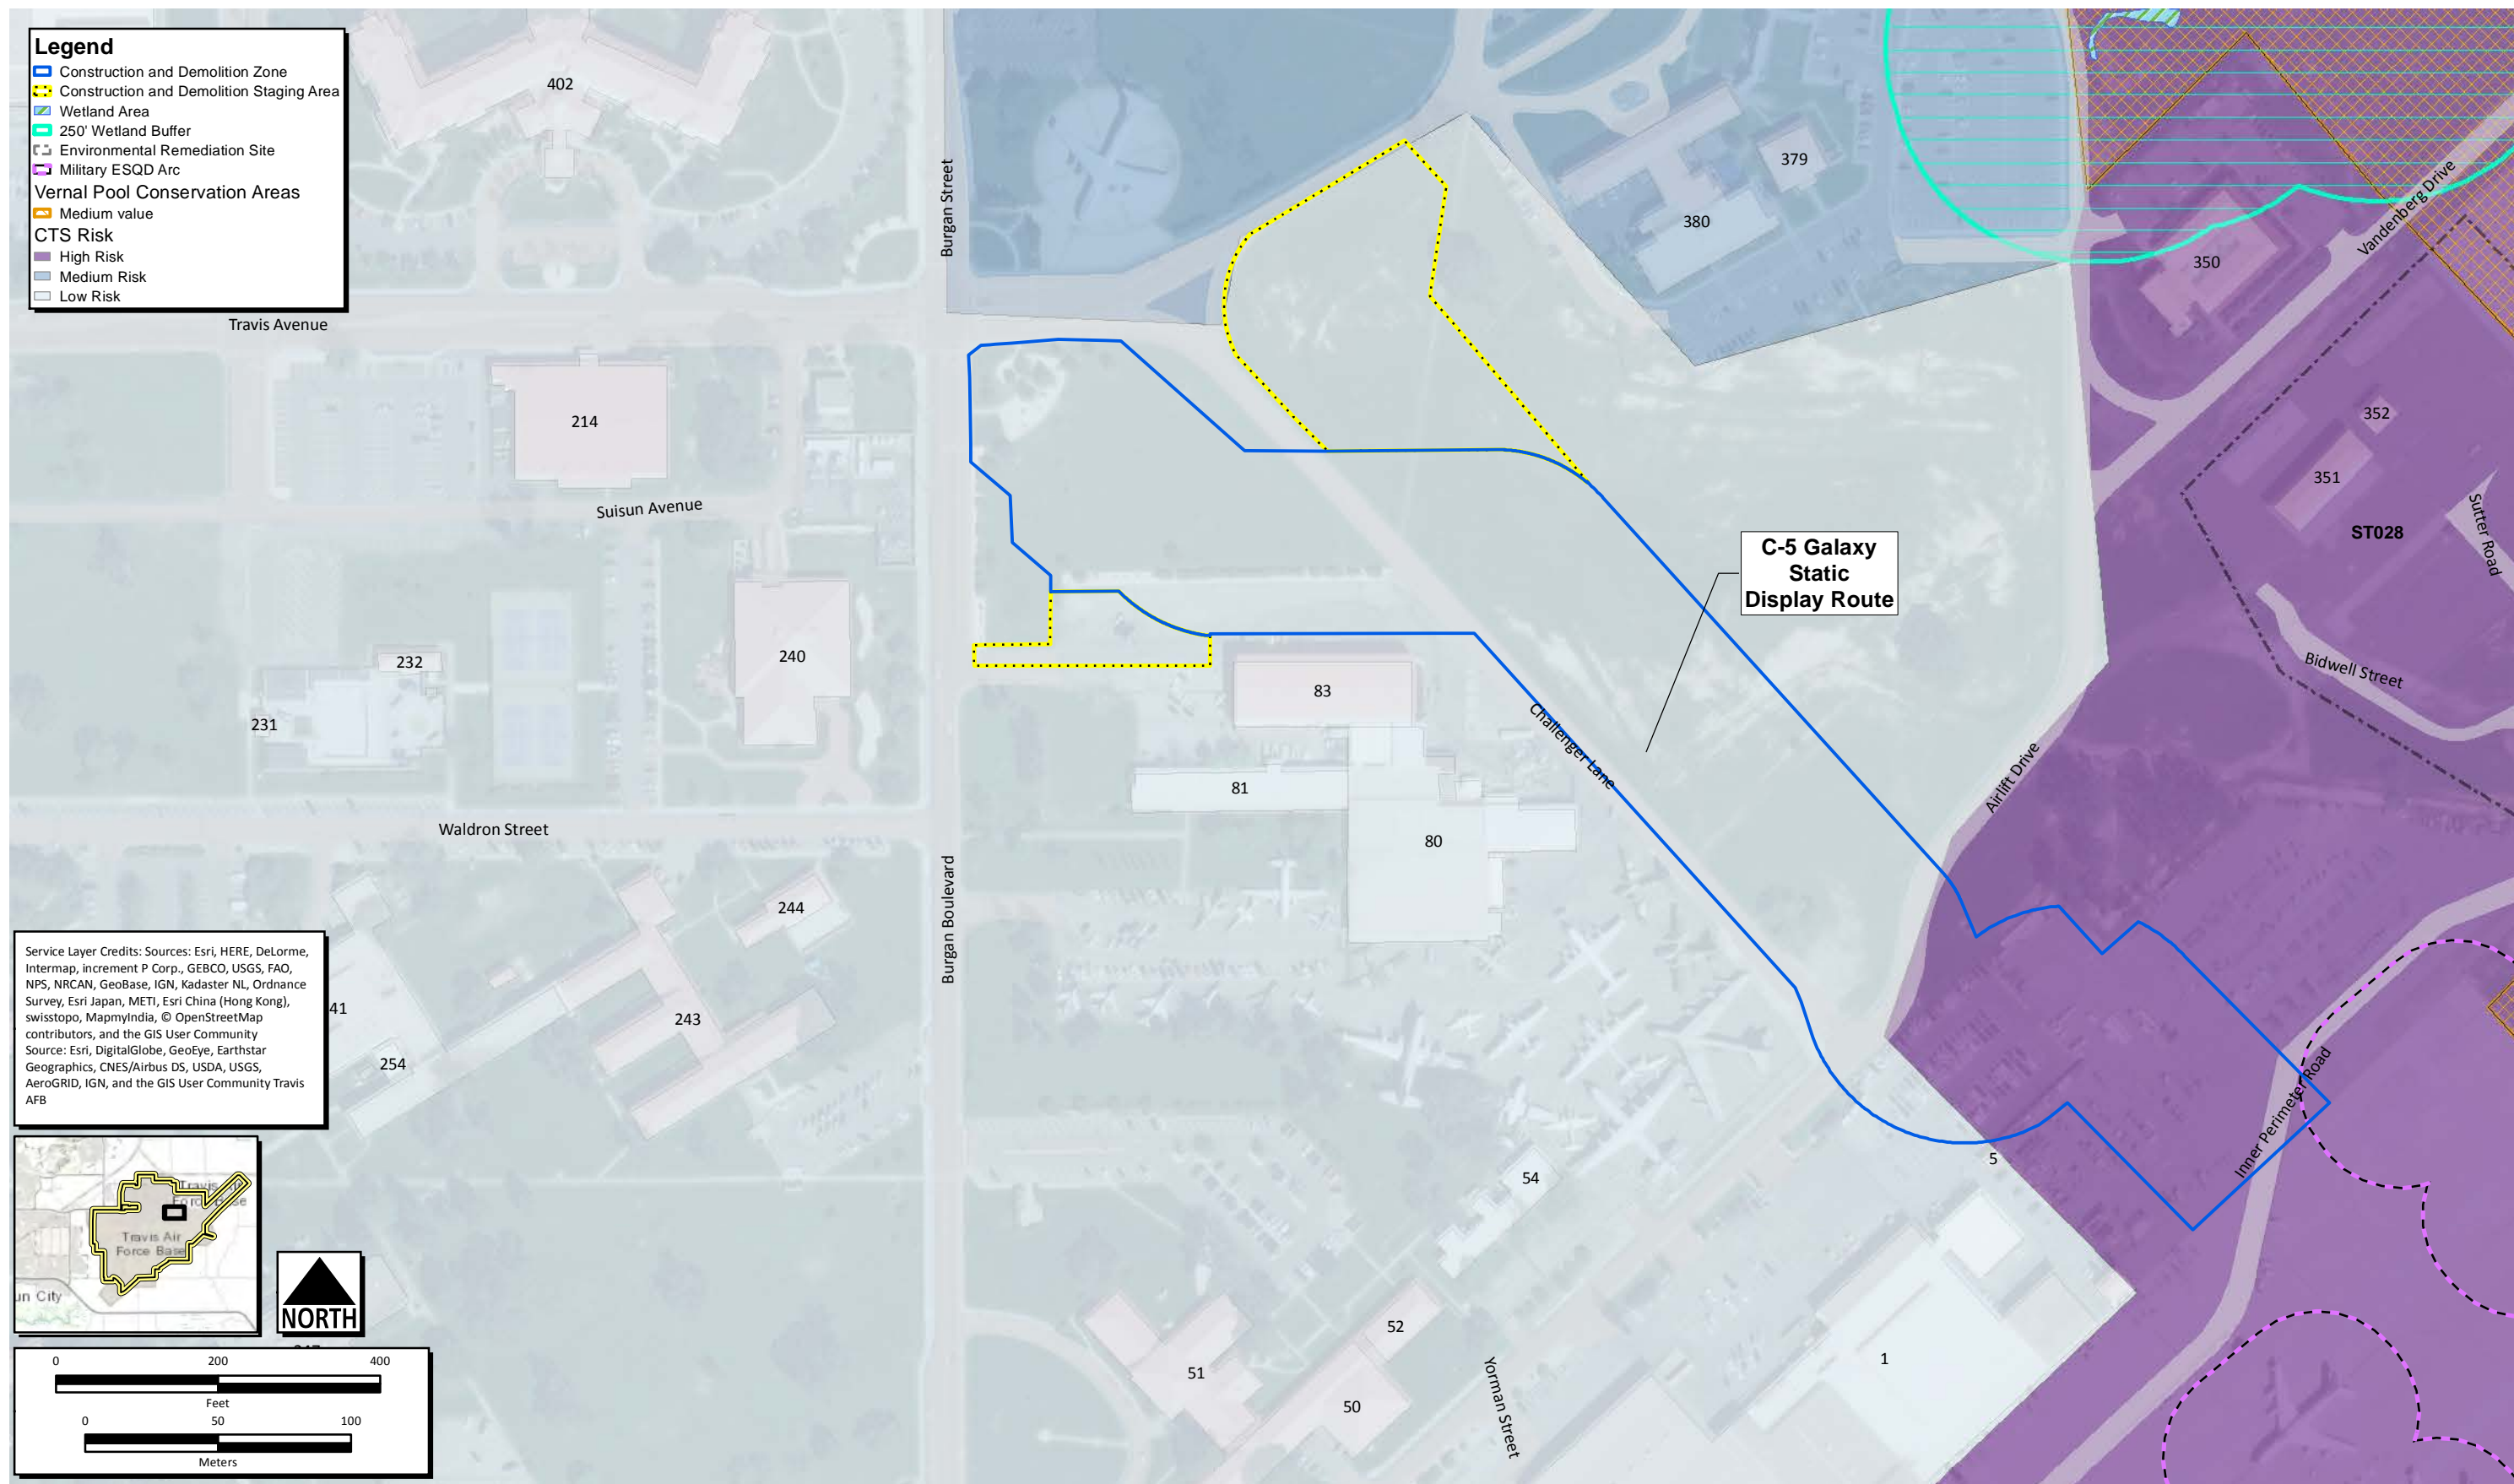 Legend
Construction and Demolition Zone
Construction and Demolition Staging Area
Wetland Area
250' Wetland Buffer
Environmental Remediation Site
Military ESQD Arc
Vernal Pool Conservation Areas
Medium value
CTS Risk
High Risk
Medium Risk
Low Risk
402
Burgan Street
379
380
350
Vandenberg Drive
Travis Avenue
214
352
351
ST028
Sutter Road
Suisun Avenue
C-5 Galaxy
Static
Display Route
232
240
231
83
Bidwell Street
Challenger Lane
Airlift Drive
81
80
Waldron Street
Burgan Boulevard
244
243
41
254
Service Layer Credits: Sources: Esri, HERE, DeLorme,
Intermap, increment P Corp., GEBCO, USGS, FAO,
NPS, NRCAN, GeoBase, IGN, Kadaster NL, Ordnance
Survey, Esri Japan, METI, Esri China (Hong Kong),
swisstopo, MapmyIndia, © OpenStreetMap
contributors, and the GIS User Community
Source: Esri, DigitalGlobe, GeoEye, Earthstar
Geographics, CNES/Airbus DS, USDA, USGS,
AeroGRID, IGN, and the GIS User Community Travis
AFB
Inner Perimeter Road
5
54
52
51
50
1
Yorman Street
Travis Air
Force Base
un City
NORTH
0 200 400
Feet
0 50 100
Meters